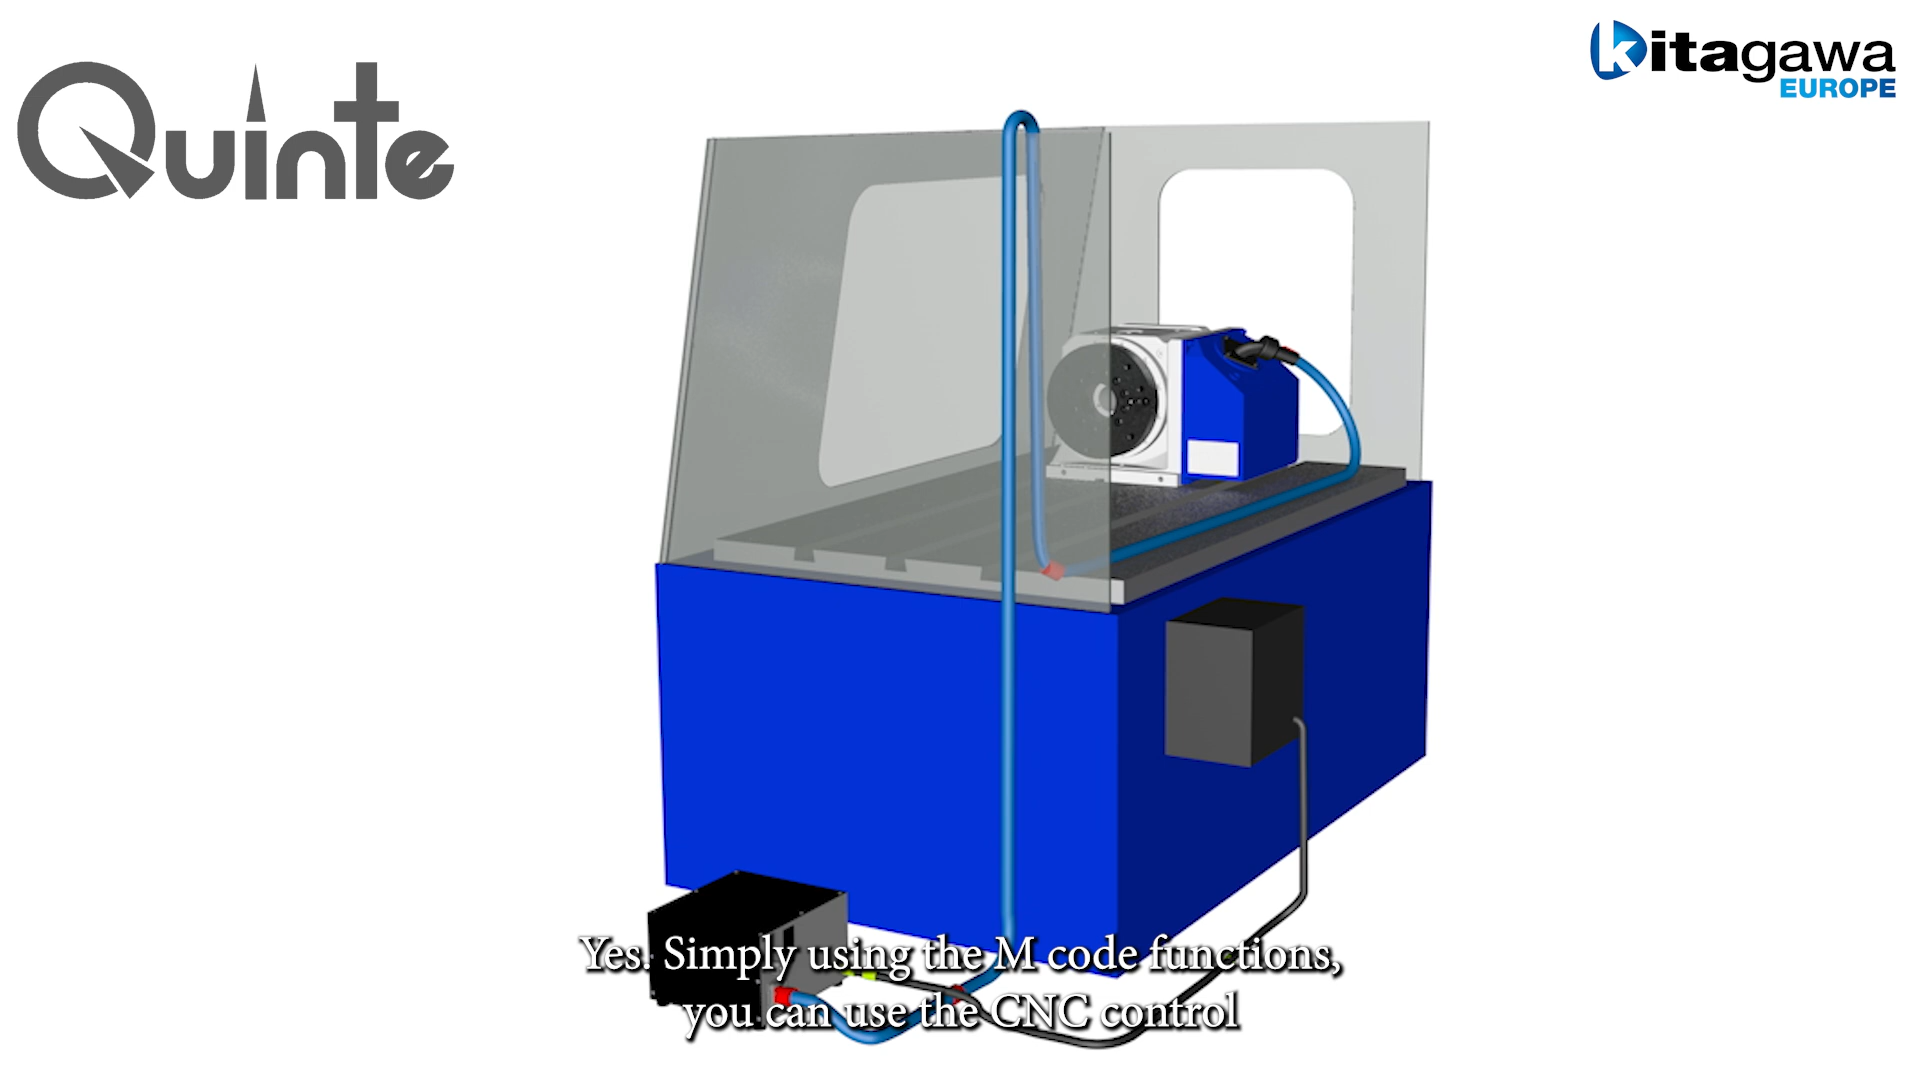 Quinte
kitagawa
EUROPE
Yes. Simply using the M code functions,
you can use the CNC control